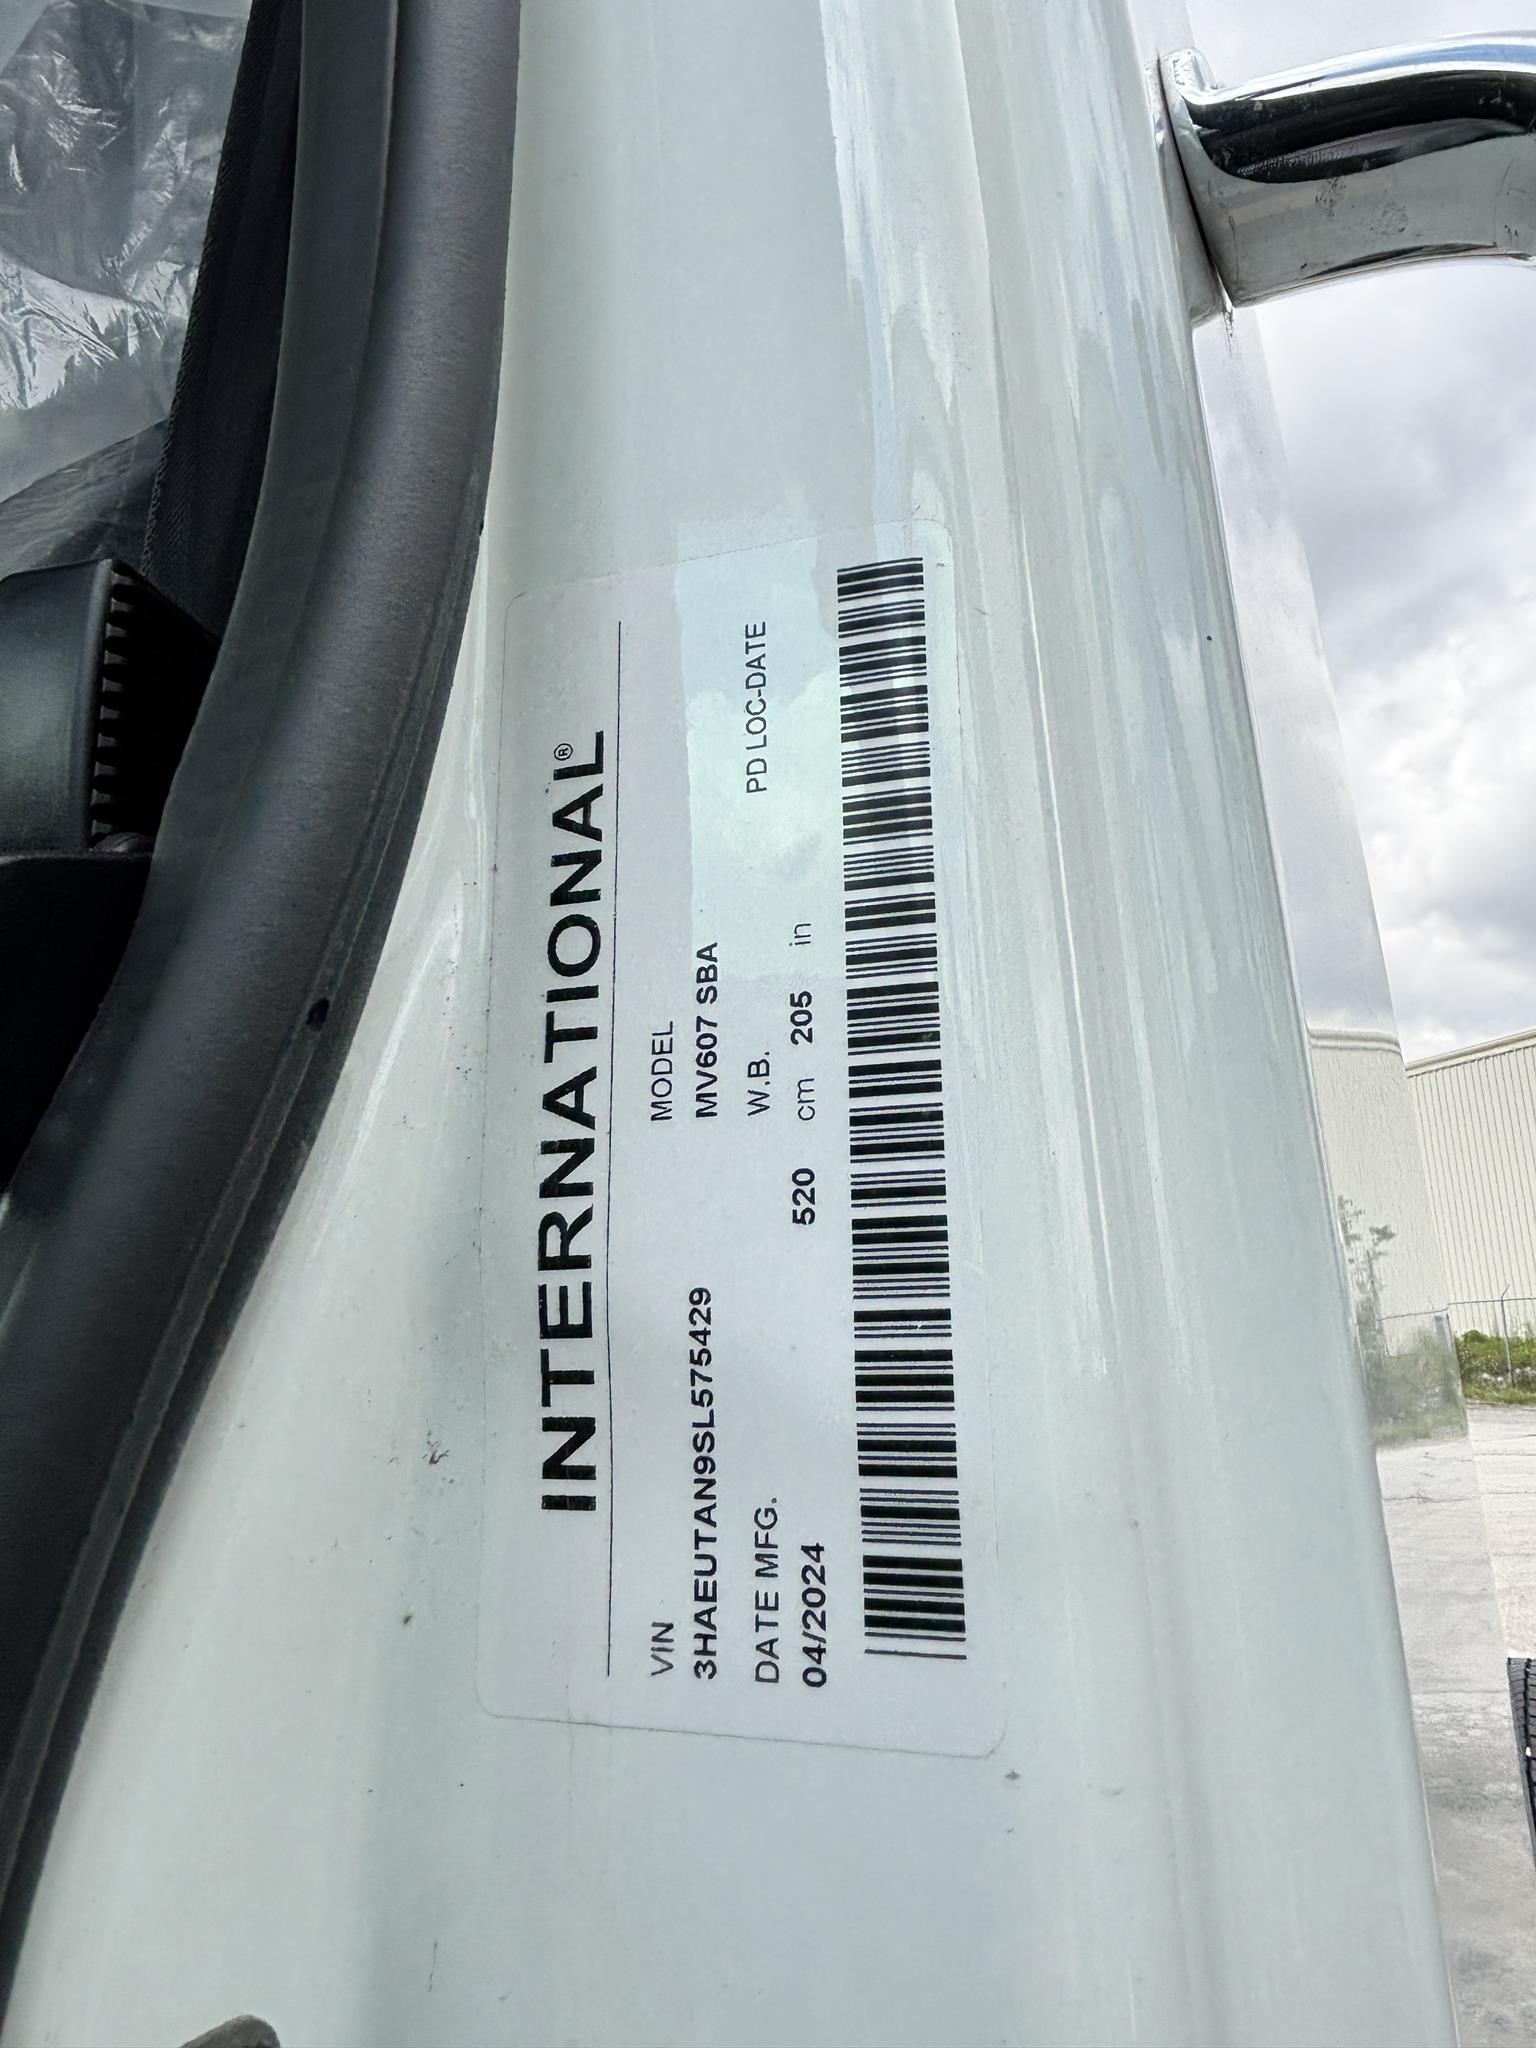 INTERNATIONAL®
VIN MODEL
3HAEUTAN9SL575429 MV607 SBA
DATE MFG. W.B. PD LOC-DATE
04/2024 520 cm 205 in